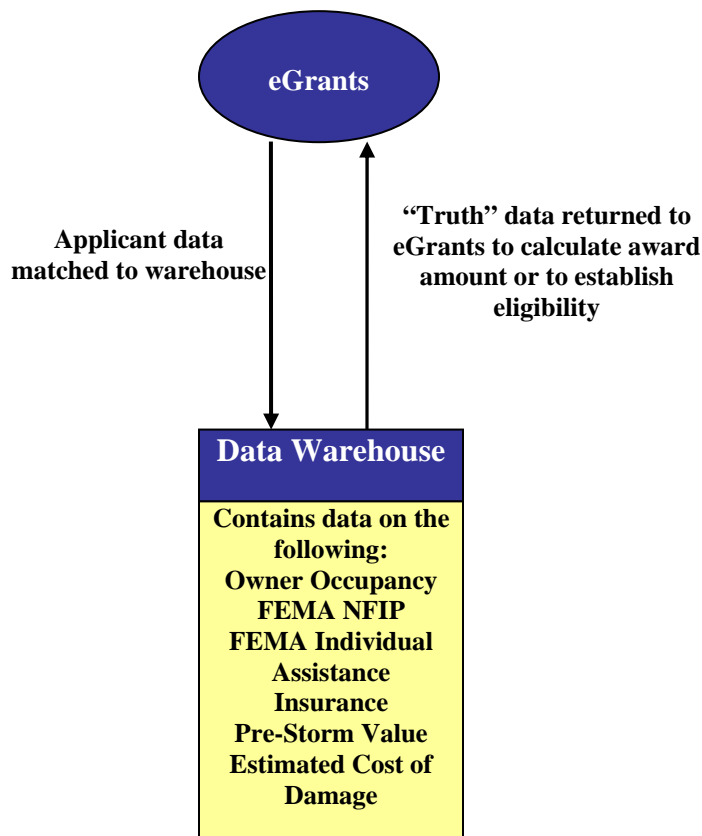 eGrants
Applicant data
matched to warehouse
“Truth” data returned to
eGrants to calculate award
amount or to establish
eligibility
Data Warehouse
Contains data on the
following:
Owner Occupancy
FEMA NFIP
FEMA Individual
Assistance
Insurance
Pre-Storm Value
Estimated Cost of
Damage